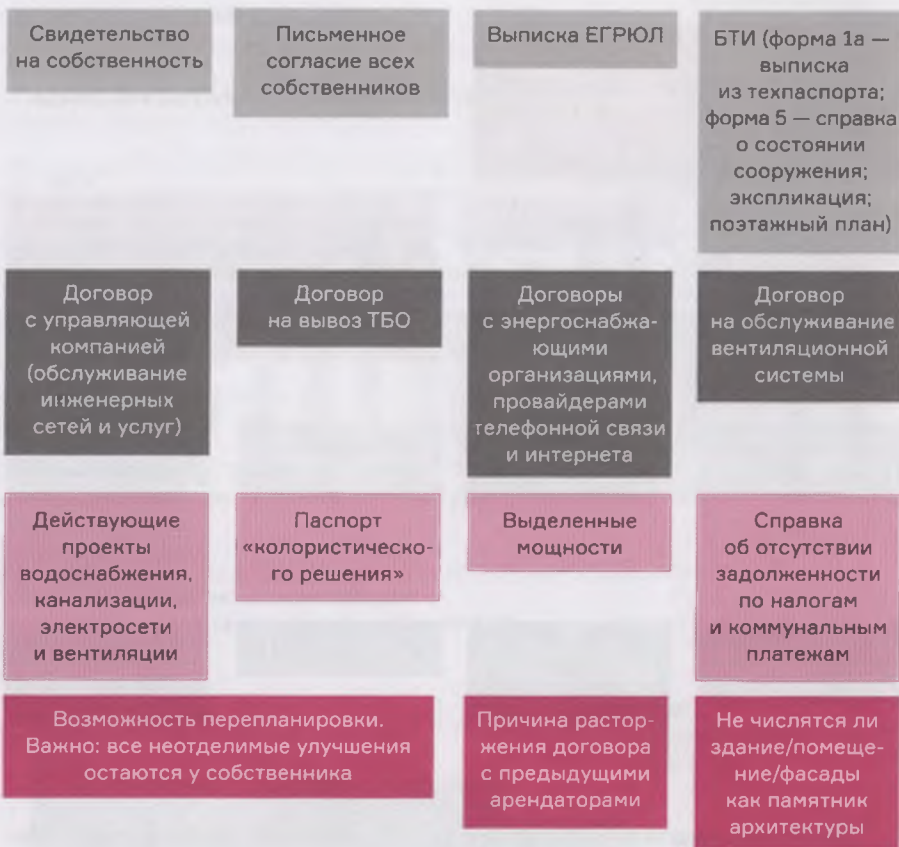 Свидетельство
на собственность
Письменное
согласие всех
собственников
Выписка ЕГРЮЛ
БТИ (форма 1а —
выписка
из техпаспорта;
форма 5 — справка
о состоянии
сооружения;
экспликация;
поэтажный план)
Договор
с управляющей
компанией
(обслуживание
инженерных
сетей и услуг)
Договор
на вывоз ТБО
Договоры
с энергоснабжа-
ющими
организациями,
провайдерами
телефонной связи
и интернета
Договор
на обслуживание
вентиляционной
системы
Действующие
проекты
водоснабжения,
канализации,
электросети
и вентиляции
Паспорт
«колористическо-
го решения»
Выделенные
мощности
Справка
об отсутствии
задолженности
по налогам
и коммунальным
платежам
Возможность перепланировки.
Важно: все неотделимые улучшения
остаются у собственника
Причина растор-
жения договора
с предыдущими
арендаторами
Не числятся ли
здание/помеще-
ние/фасады
как памятник
архитектуры